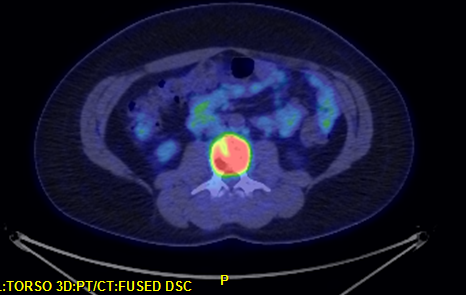 P
:TORSO 3D:PT/CT:FUSED DSC